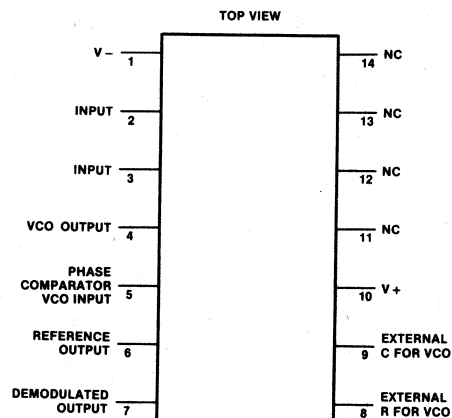 TOP VIEW
V– 1
14 NC
INPUT 2
13 NC
INPUT 3
12 NC
VCO OUTPUT 4
11 NC
PHASE
COMPARATOR
VCO INPUT 5
10 V+
REFERENCE
OUTPUT 6
9 EXTERNAL
C FOR VCO
DEMODULATED
OUTPUT 7
8 EXTERNAL
R FOR VCO